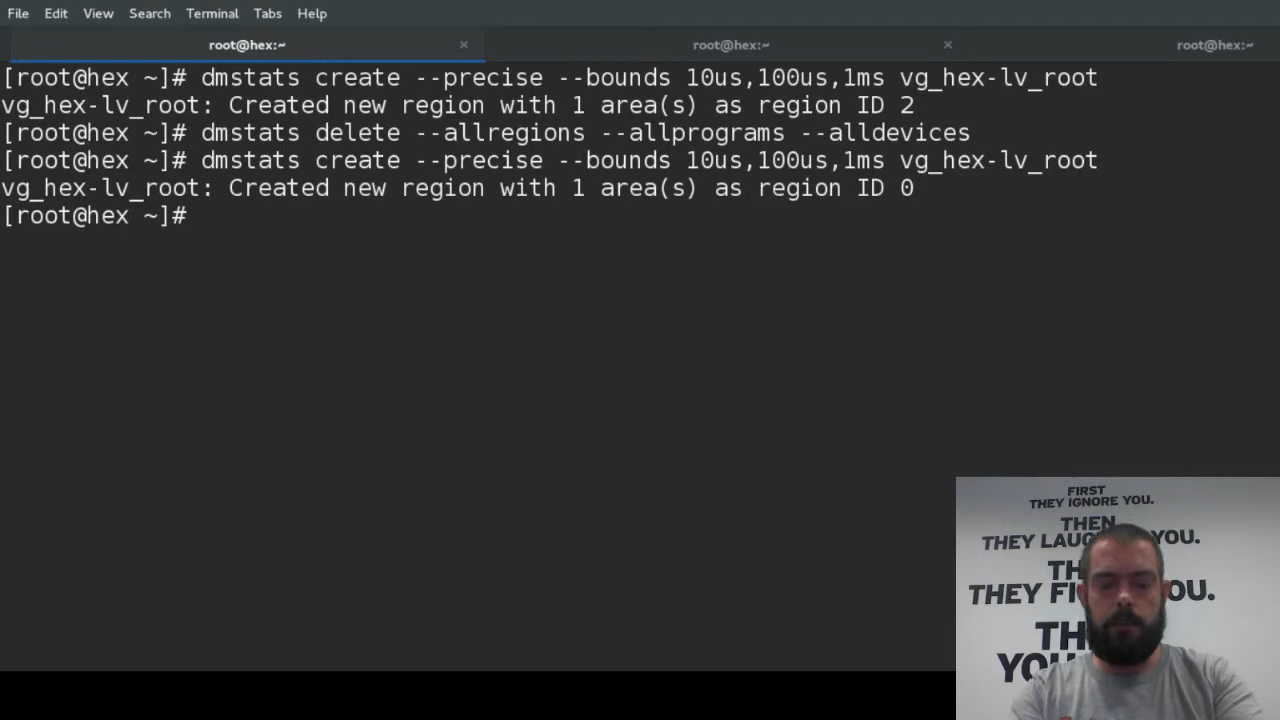 File Edit View Search Terminal Tabs Help
root@hex:~ × root@hex:~ × root@hex:~
[root@hex ~]# dmstats create --precise --bounds 10us,100us,1ms vg_hex-lv_root
vg_hex-lv_root: Created new region with 1 area(s) as region ID 2
[root@hex ~]# dmstats delete --allregions --allprograms --alldevices
[root@hex ~]# dmstats create --precise --bounds 10us,100us,1ms vg_hex-lv_root
vg_hex-lv_root: Created new region with 1 area(s) as region ID 0
[root@hex ~]#
FIRST
THEY IGNORE YOU.
THEN
THEY YOU.
THEY YOU.